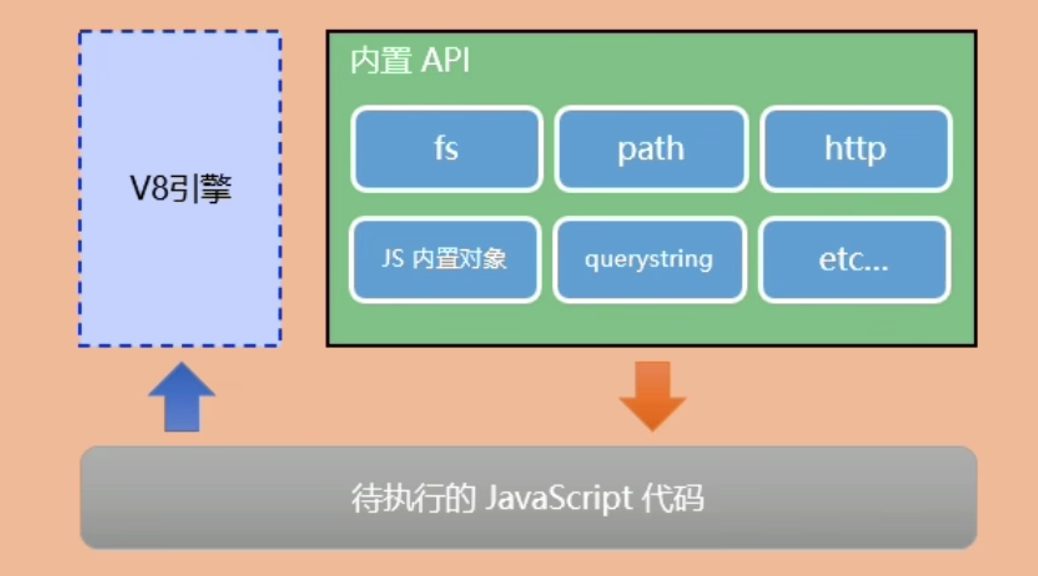 V8引擎
内置 API
fs
path
http
JS 内置对象
querystring
etc...
待执行的 JavaScript 代码